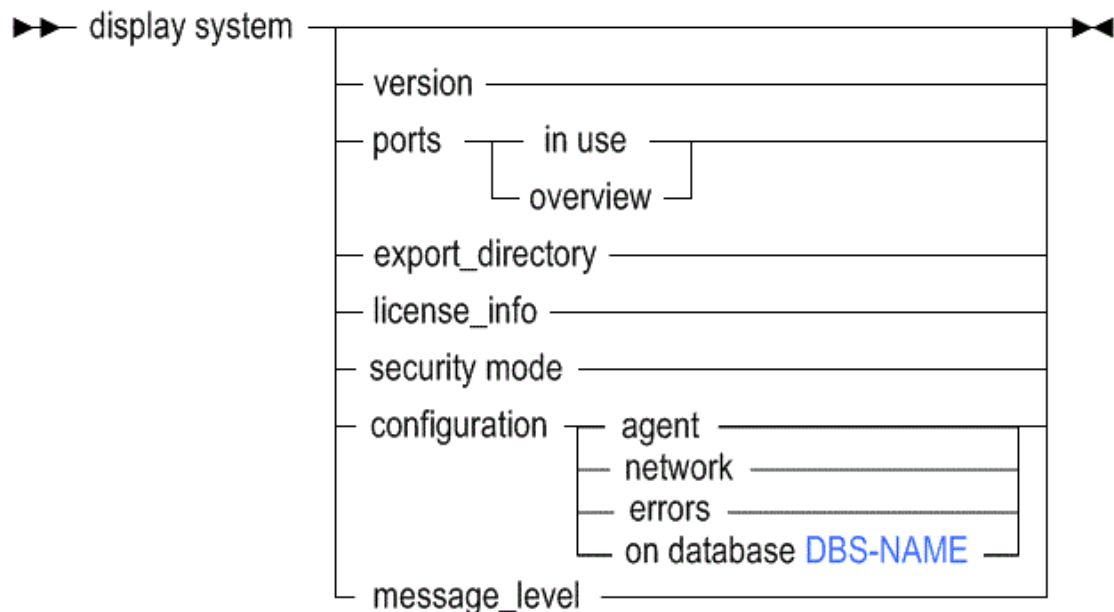 display system
version
ports in use
overview
export_directory
license_info
security mode
configuration agent
network
errors
on database DBS-NAME
message_level